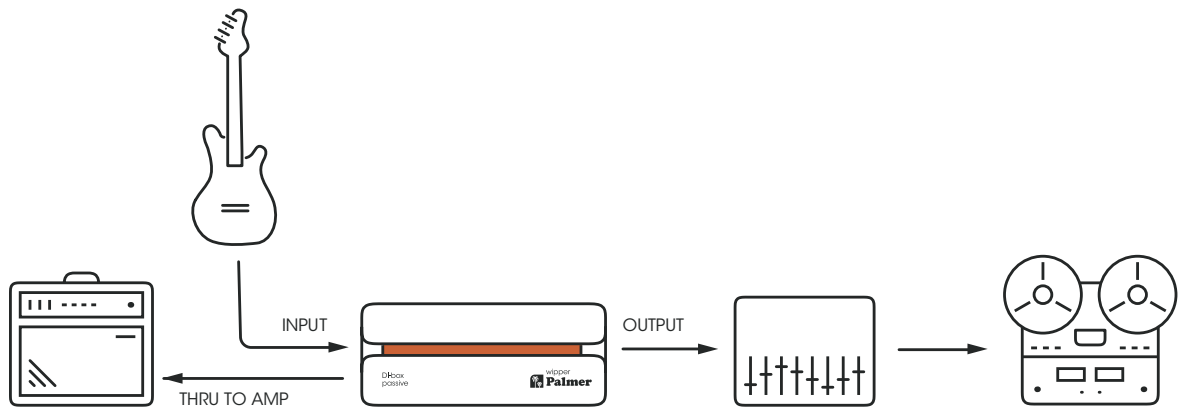 INPUT
OUTPUT
DI-box
passive
wipper
Palmer
THRU TO AMP